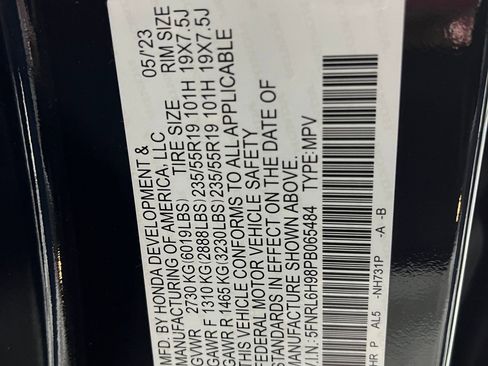 MFD. BY HONDA DEVELOPMENT & 05/'23
MANUFACTURING OF AMERICA, LLC
TIRE SIZE RIM SIZE
GVWR 2730 KG(6019LBS)
GAWR F 1310 KG(2888LBS)235/55R19 101H 19X7.5J
GAWR R 1465 KG(3230LBS)235/55R19 101H 19X7.5J
THIS VEHICLE CONFORMS TO ALL APPLICABLE
FEDERAL MOTOR VEHICLE SAFETY
STANDARDS IN EFFECT ON THE DATE OF
MANUFACTURE SHOWN ABOVE.
V.I.N.: 5FNRL6H98PB065484 TYPE:MPV
HR P AL5 -NH731P -A -B